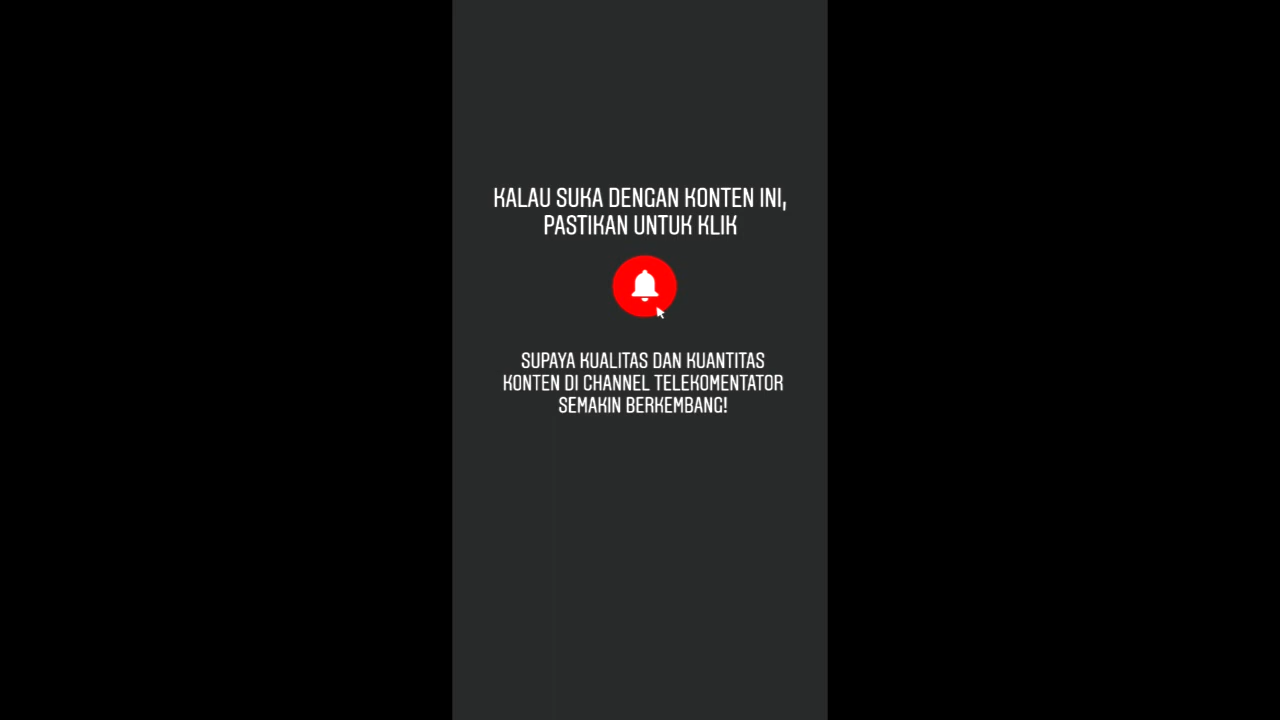 KALAU SUKA DENGAN KONTEN INI,
PASTIKAN UNTUK KLIK
SUPAYA KUALITAS DAN KUANTITAS
KONTEN DI CHANNEL TELEKOMENTATOR
SEMAKIN BERKEMBANG!